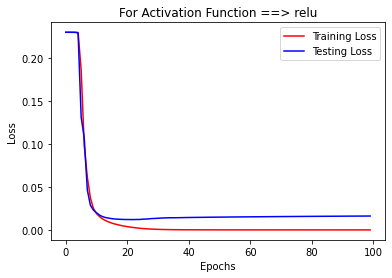 For Activation Function ==> relu
Training Loss
Testing Loss
Loss
0.20
0.15
0.10
0.05
0.00
0 20 40 60 80 100
Epochs